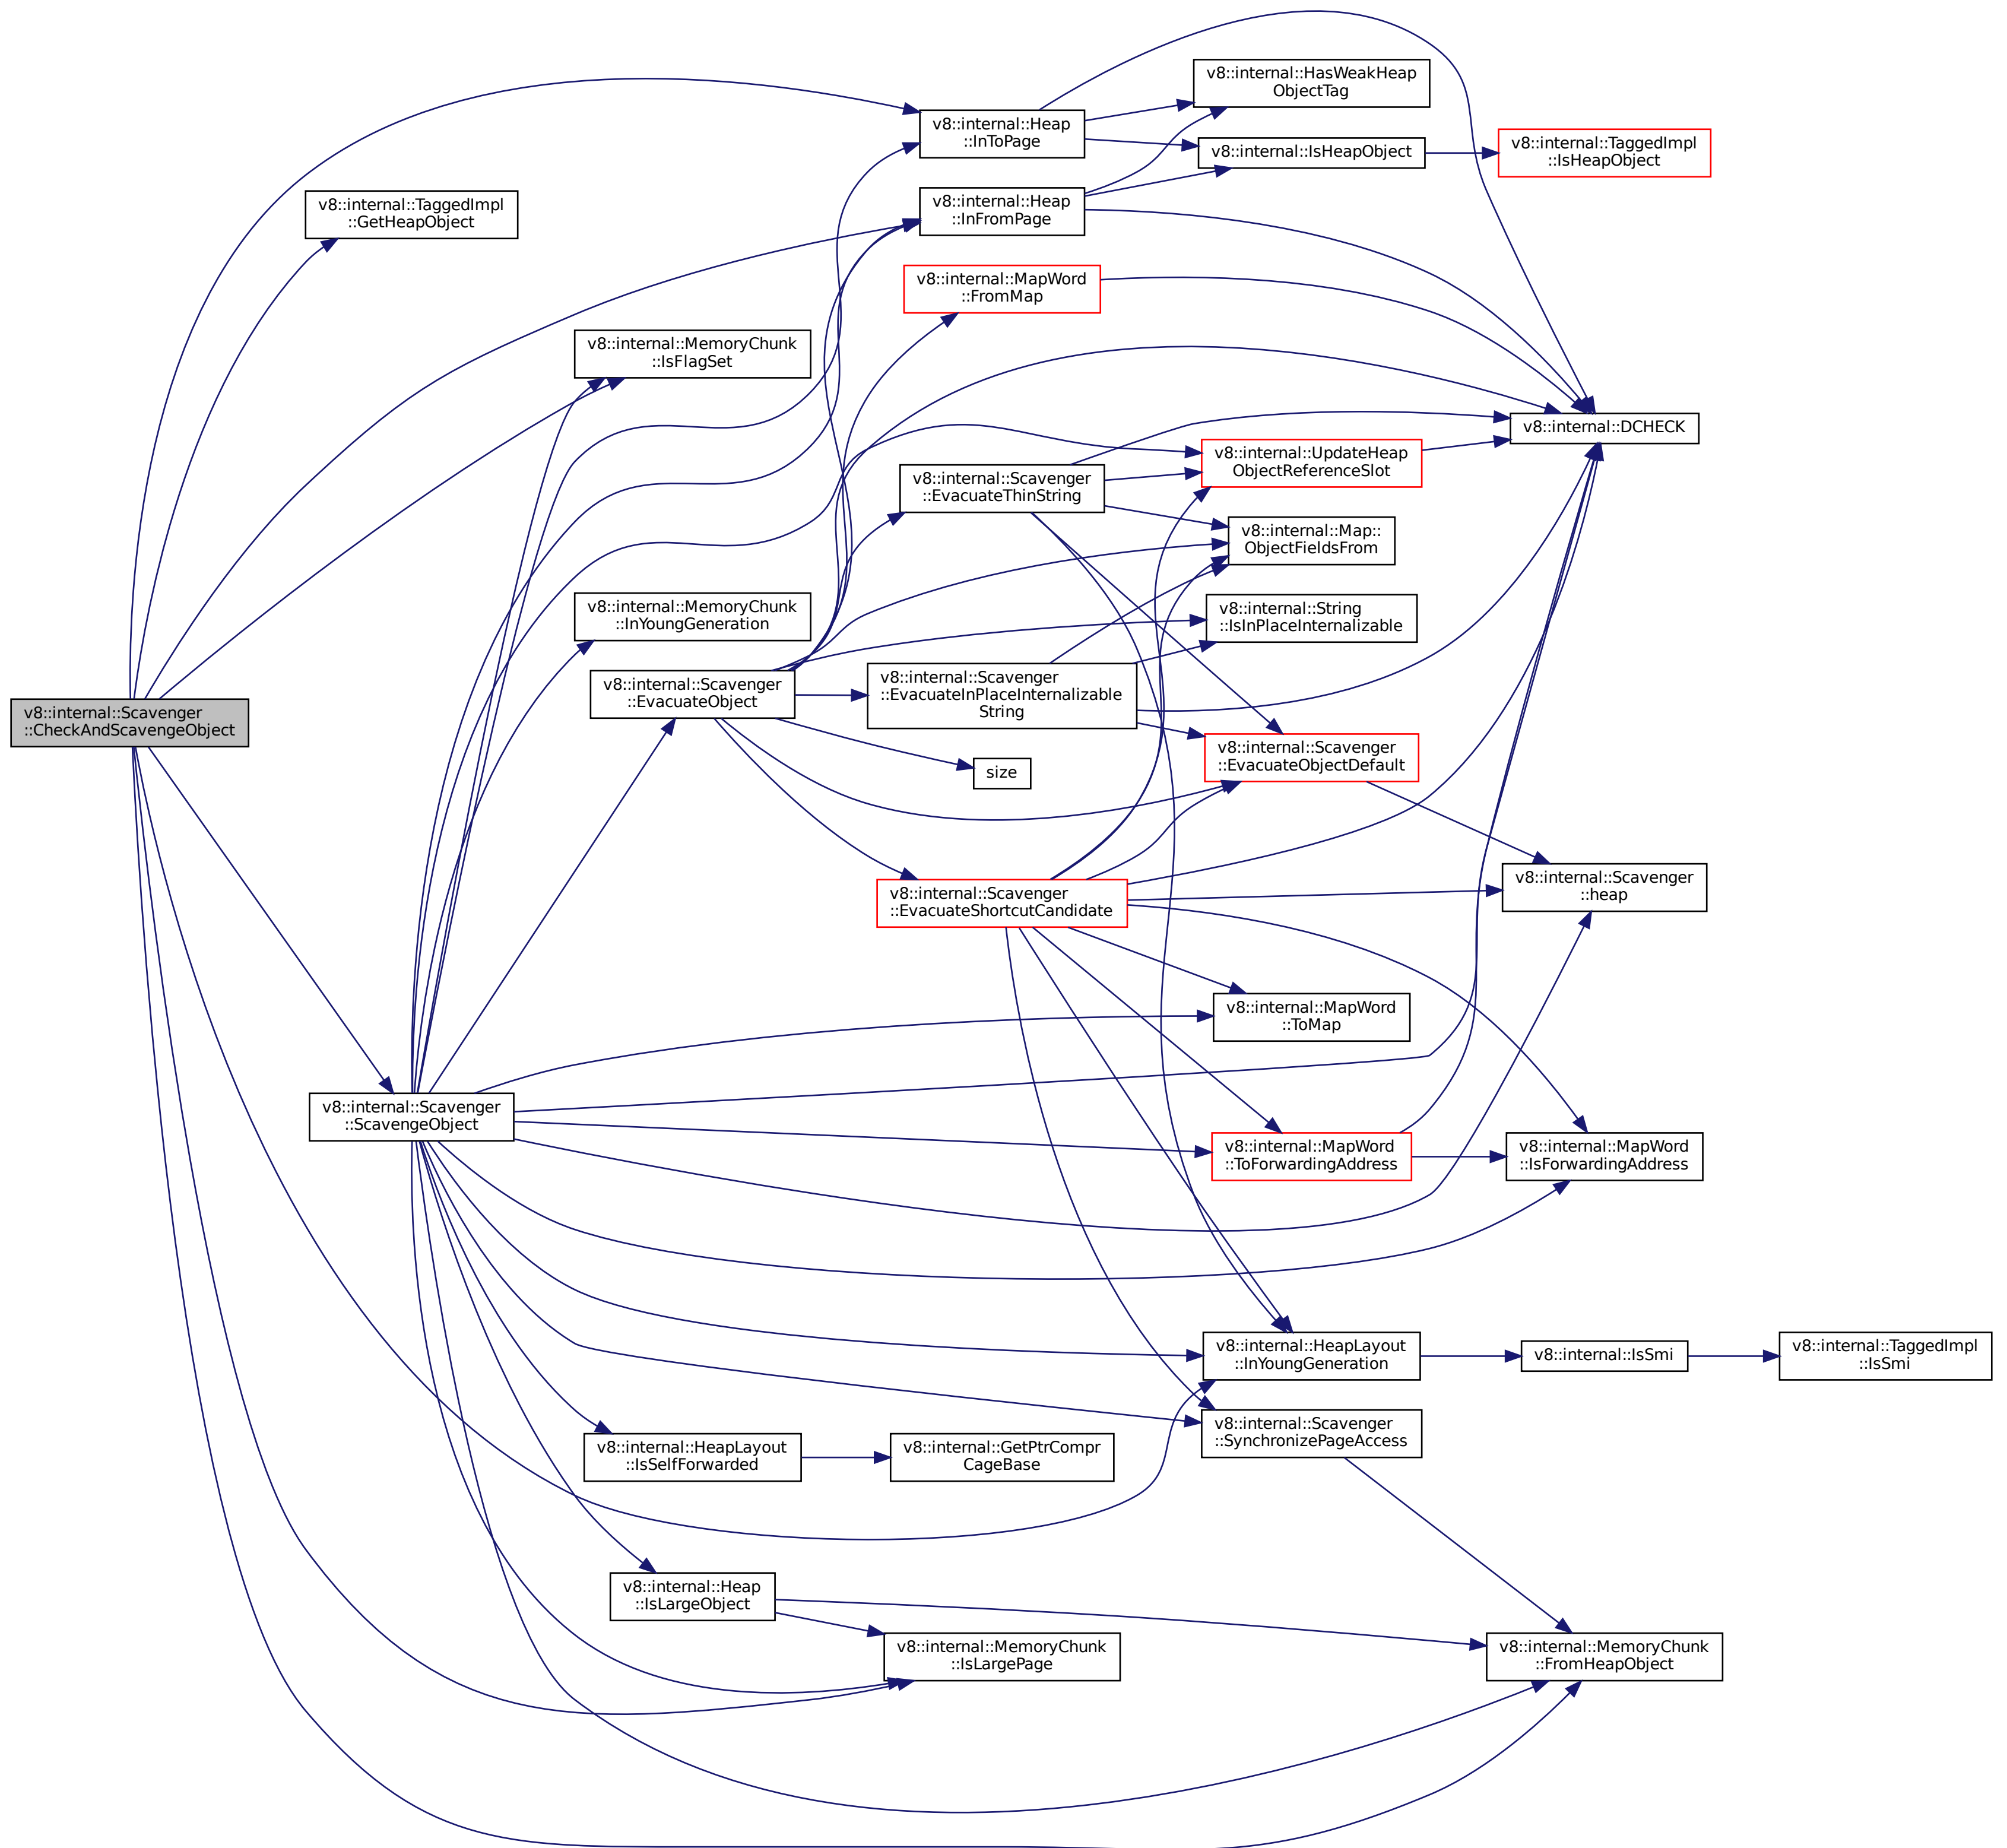 v8::internal::Scavenger
::CheckAndScavengeObject
v8::internal::TaggedImpl
::GetHeapObject
v8::internal::MemoryChunk
::IsFlagSet
v8::internal::MemoryChunk
::InYoungGeneration
v8::internal::Scavenger
::EvacuateObject
v8::internal::Scavenger
::ScavengeObject
v8::internal::HeapLayout
::IsSelfForwarded
v8::internal::Heap
::IsLargeObject
v8::internal::Heap
::InToPage
v8::internal::Heap
::InFromPage
v8::internal::MapWord
::FromMap
v8::internal::Scavenger
::EvacuateThinString
v8::internal::Scavenger
::EvacuateInPlaceInternalizable
String
size
v8::internal::Scavenger
::EvacuateShortcutCandidate
v8::internal::GetPtrCompr
CageBase
v8::internal::MemoryChunk
::IsLargePage
v8::internal::HasWeakHeap
ObjectTag
v8::internal::IsHeapObject
v8::internal::UpdateHeap
ObjectReferenceSlot
v8::internal::Map::
ObjectFieldsFrom
v8::internal::String
::IsInPlaceInternalizable
v8::internal::Scavenger
::EvacuateObjectDefault
v8::internal::MapWord
::ToMap
v8::internal::MapWord
::ToForwardingAddress
v8::internal::HeapLayout
::InYoungGeneration
v8::internal::Scavenger
::SynchronizePageAccess
v8::internal::TaggedImpl
::IsHeapObject
v8::internal::DCHECK
v8::internal::Scavenger
::heap
v8::internal::MapWord
::IsForwardingAddress
v8::internal::IsSmi
v8::internal::MemoryChunk
::FromHeapObject
v8::internal::TaggedImpl
::IsSmi